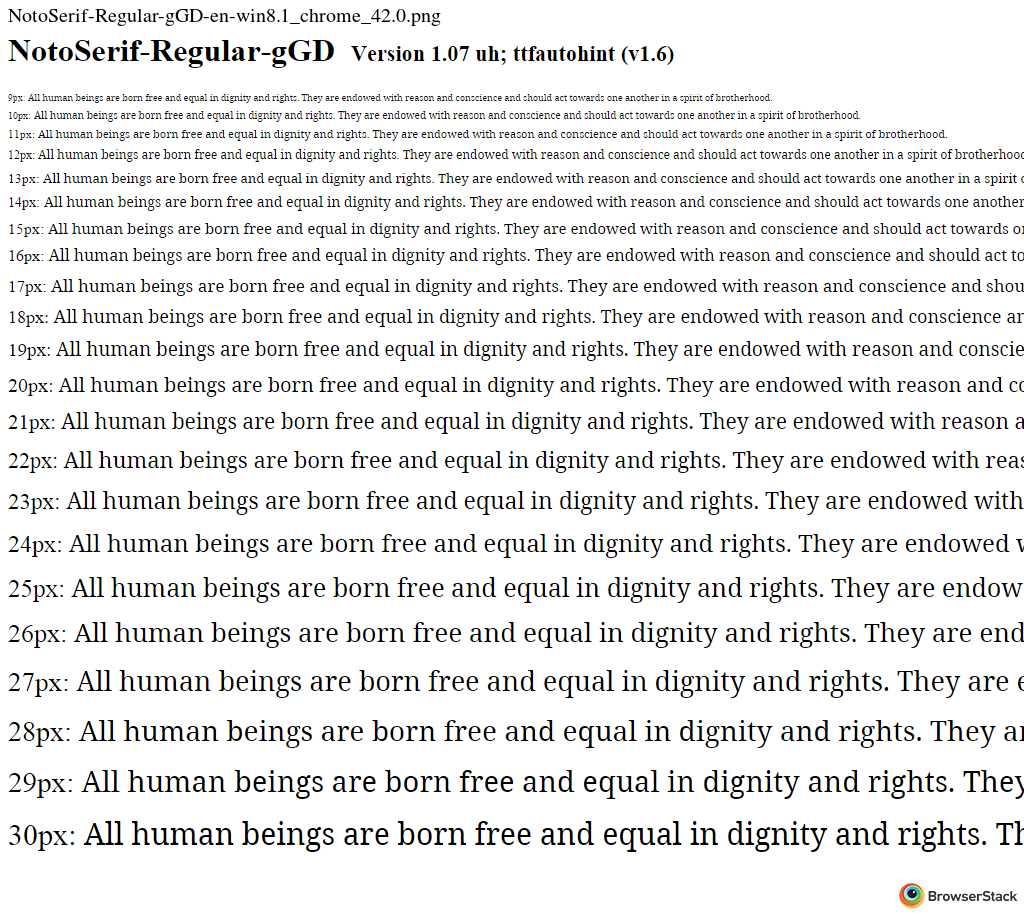 NotoSerif-Regular-gGD-en-win8.1_chrome_42.0.png
NotoSerif-Regular-gGD Version 1.07 uh; ttfautohint (v1.6)
9px: All human beings are born free and equal in dignity and rights. They are endowed with reason and conscience and should act towards one another in a spirit of brotherhood.
10px: All human beings are born free and equal in dignity and rights. They are endowed with reason and conscience and should act towards one another in a spirit of brotherhood.
11px: All human beings are born free and equal in dignity and rights. They are endowed with reason and conscience and should act towards one another in a spirit of brotherhood.
12px: All human beings are born free and equal in dignity and rights. They are endowed with reason and conscience and should act towards one another in a spirit of brotherhoo
13px: All human beings are born free and equal in dignity and rights. They are endowed with reason and conscience and should act towards one another in a spirit
14px: All human beings are born free and equal in dignity and rights. They are endowed with reason and conscience and should act towards one another
15px: All human beings are born free and equal in dignity and rights. They are endowed with reason and conscience and should act towards o
16px: All human beings are born free and equal in dignity and rights. They are endowed with reason and conscience and should act to
17px: All human beings are born free and equal in dignity and rights. They are endowed with reason and conscience and shou
18px: All human beings are born free and equal in dignity and rights. They are endowed with reason and conscience a
19px: All human beings are born free and equal in dignity and rights. They are endowed with reason and conscie
20px: All human beings are born free and equal in dignity and rights. They are endowed with reason and co
21px: All human beings are born free and equal in dignity and rights. They are endowed with reason a
22px: All human beings are born free and equal in dignity and rights. They are endowed with reas
23px: All human beings are born free and equal in dignity and rights. They are endowed with
24px: All human beings are born free and equal in dignity and rights. They are endowed
25px: All human beings are born free and equal in dignity and rights. They are endow
26px: All human beings are born free and equal in dignity and rights. They are end
27px: All human beings are born free and equal in dignity and rights. They are e
28px: All human beings are born free and equal in dignity and rights. They a
29px: All human beings are born free and equal in dignity and rights. They
30px: All human beings are born free and equal in dignity and rights. Th
BrowserStack